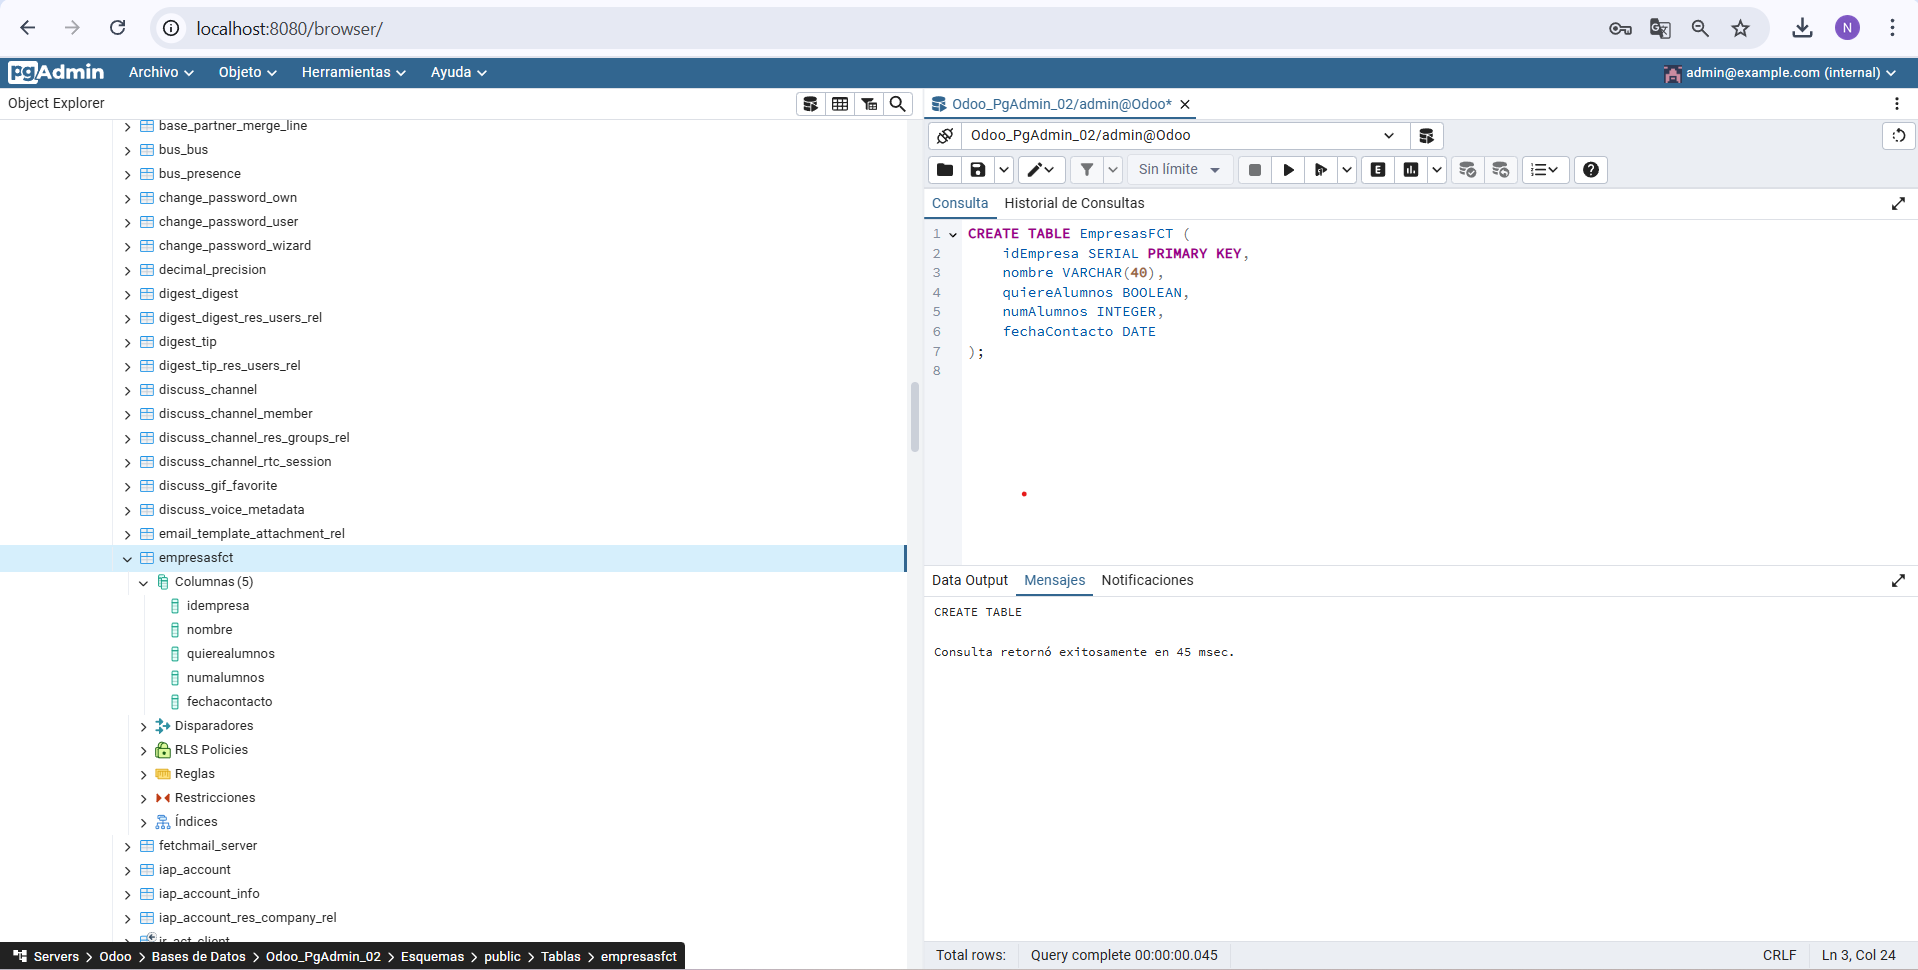 localhost:8080/browser/
N
pgAdmin Archivo Objeto Herramientas Ayuda admin@example.com (internal)
Object Explorer
base_partner_merge_line
bus_bus
bus_presence
change_password_own
change_password_user
change_password_wizard
decimal_precision
digest_digest
digest_digest_res_users_rel
digest_tip
digest_tip_res_users_rel
discuss_channel
discuss_channel_member
discuss_channel_res_groups_rel
discuss_channel_rtc_session
discuss_gif_favorite
discuss_voice_metadata
email_template_attachment_rel
empresasfct
Columnas (5)
idempresa
nombre
quierealumnos
numalumnos
fechacontacto
Disparadores
RLS Policies
Reglas
Restricciones
Índices
fetchmail_server
iap_account
iap_account_info
iap_account_res_company_rel
ir_act_client
Servers > Odoo > Bases de Datos > Odoo_PgAdmin_02 > Esquemas > public > Tablas > empresasfct
Odoo_PgAdmin_02/admin@Odoo*
Odoo_PgAdmin_02/admin@Odoo
Sin límite E
Consulta Historial de Consultas
1 CREATE TABLE EmpresasFCT (
2 idEmpresa SERIAL PRIMARY KEY,
3 nombre VARCHAR(40),
4 quiereAlumnos BOOLEAN,
5 numAlumnos INTEGER,
6 fechaContacto DATE
7 );
8
Data Output Mensajes Notificaciones
CREATE TABLE
Consulta retornó exitosamente en 45 msec.
Total rows: Query complete 00:00:00.045 CRLF Ln 3, Col 24